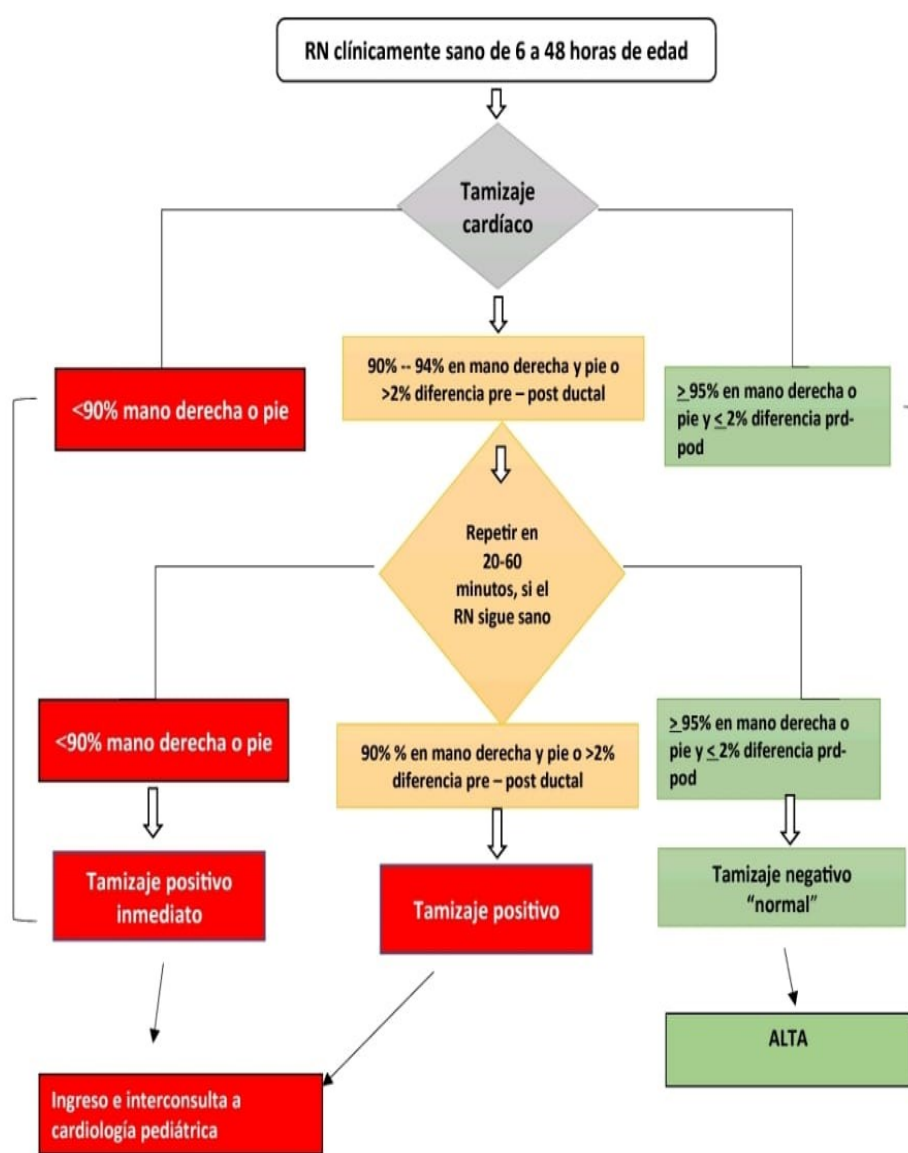 RN clínicamente sano de 6 a 48 horas de edad
Tamizaje
cardíaco
<90% mano derecha o pie
90% -- 94% en mano derecha y pie o
>2% diferencia pre – post ductal
≥ 95% en mano derecha o
pie y ≤ 2% diferencia prd-
pod
Repetir en
20-60
minutos, si el
RN sigue sano
<90% mano derecha o pie
90% % en mano derecha y pie o >2%
diferencia pre – post ductal
≥ 95% en mano derecha o
pie y ≤ 2% diferencia prd-
pod
Tamizaje positivo
inmediato
Tamizaje positivo
Tamizaje negativo
“normal”
Ingreso e interconsulta a
cardiología pediátrica
ALTA